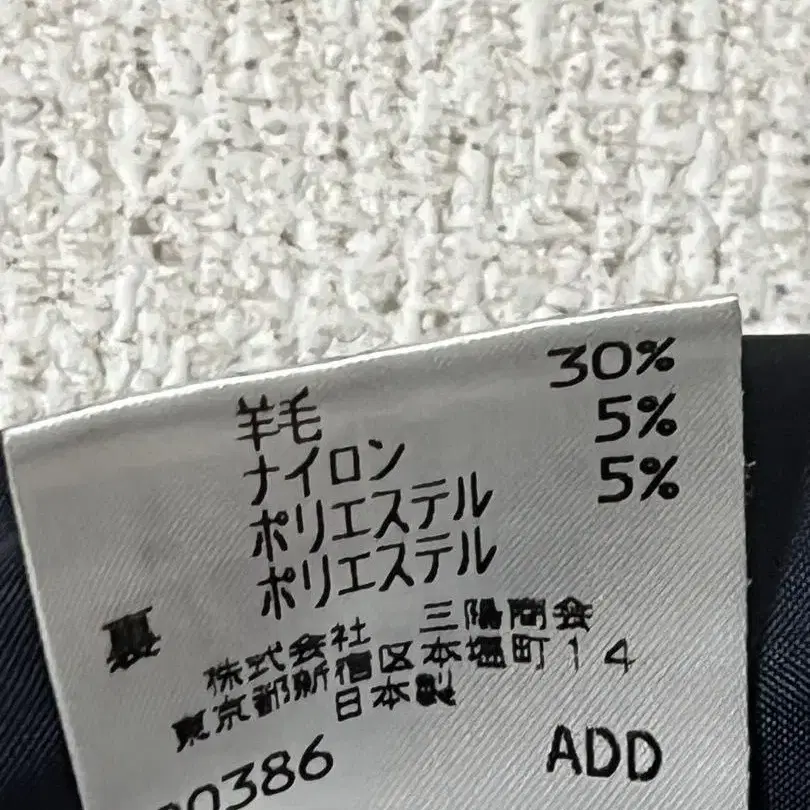 羊毛 30%
ナイロン 5%
ポリエステル 5%
裏 ポリエステル
株式会社 三陽商会
東京都新宿区本塩町14
日本製
00386 ADD